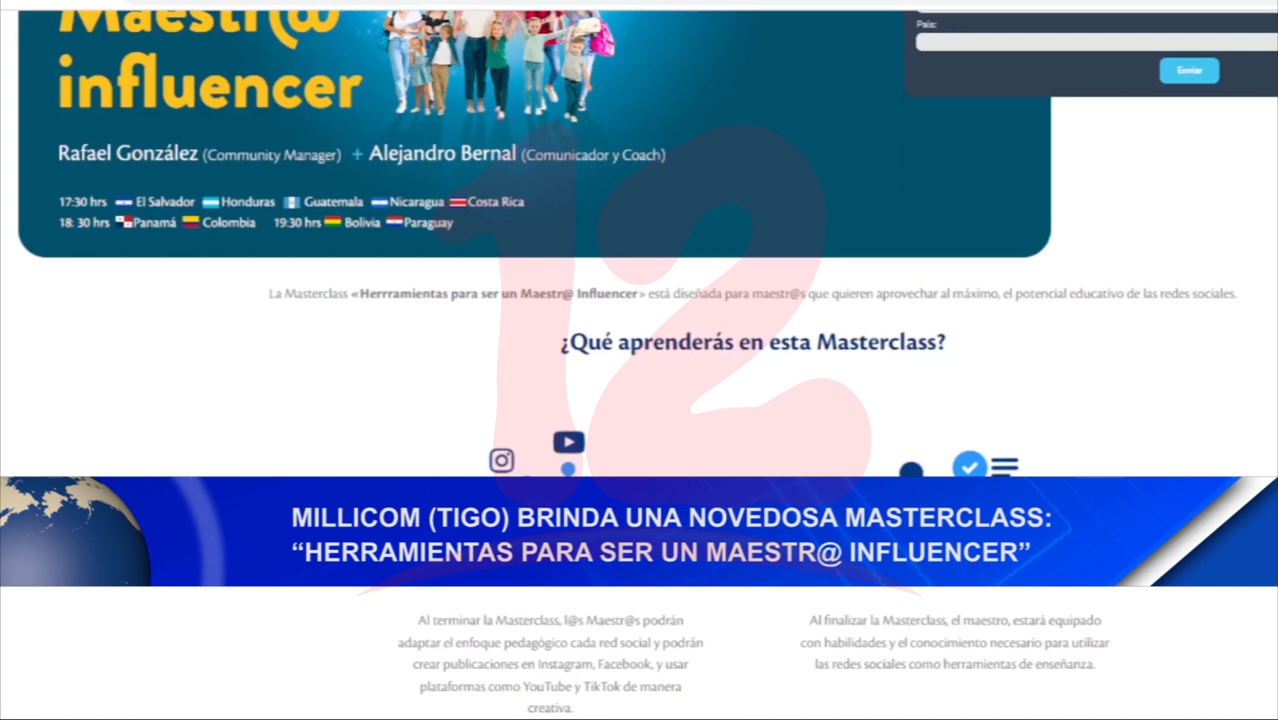 Maestr@
influencer
País:
Enviar
Rafael González (Community Manager) + Alejandro Bernal (Comunicador y Coach)
17:30 hrs El Salvador Honduras Guatemala Nicaragua Costa Rica
18: 30 hrs Panamá Colombia 19:30 hrs Bolivia Paraguay
12
La Masterclass «Herrramientas para ser un Maestr@ Influencer» está diseñada para maestr@s que quieren aprovechar al máximo, el potencial educativo de las redes sociales.
¿Qué aprenderás en esta Masterclass?
MILLICOM (TIGO) BRINDA UNA NOVEDOSA MASTERCLASS:
“HERRAMIENTAS PARA SER UN MAESTR@ INFLUENCER”
Al terminar la Masterclass, l@s Maestr@s podrán
adaptar el enfoque pedagógico cada red social y podrán
crear publicaciones en Instagram, Facebook, y usar
plataformas como YouTube y TikTok de manera
creativa.
Al finalizar la Masterclass, el maestro, estará equipado
con habilidades y el conocimiento necesario para utilizar
las redes sociales como herramientas de enseñanza.